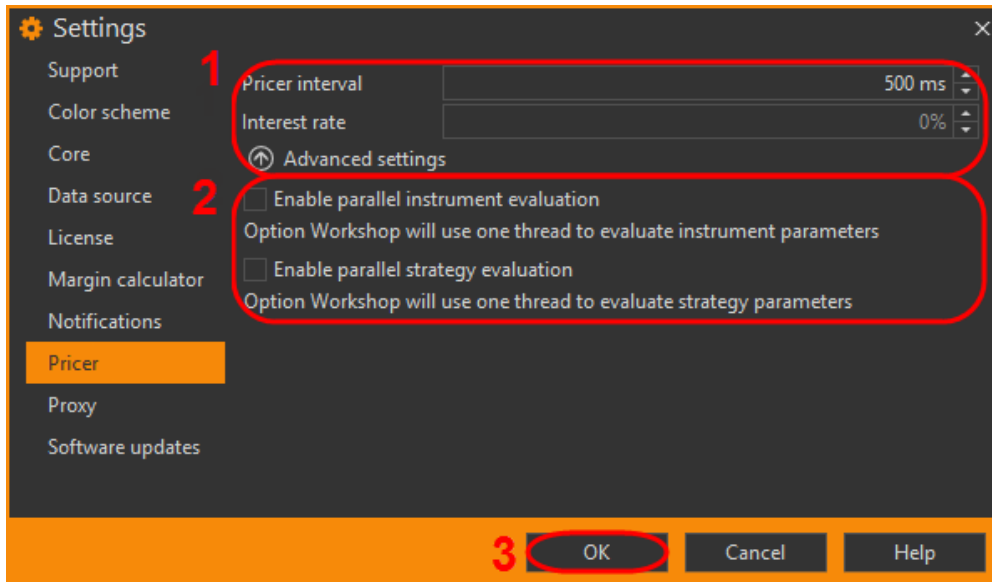 Settings
Support
Color scheme
Core
Data source
License
Margin calculator
Notifications
Pricer
Proxy
Software updates
1
Pricer interval 500 ms
Interest rate 0%
Advanced settings
2
Enable parallel instrument evaluation
Option Workshop will use one thread to evaluate instrument parameters
Enable parallel strategy evaluation
Option Workshop will use one thread to evaluate strategy parameters
3
OK Cancel Help